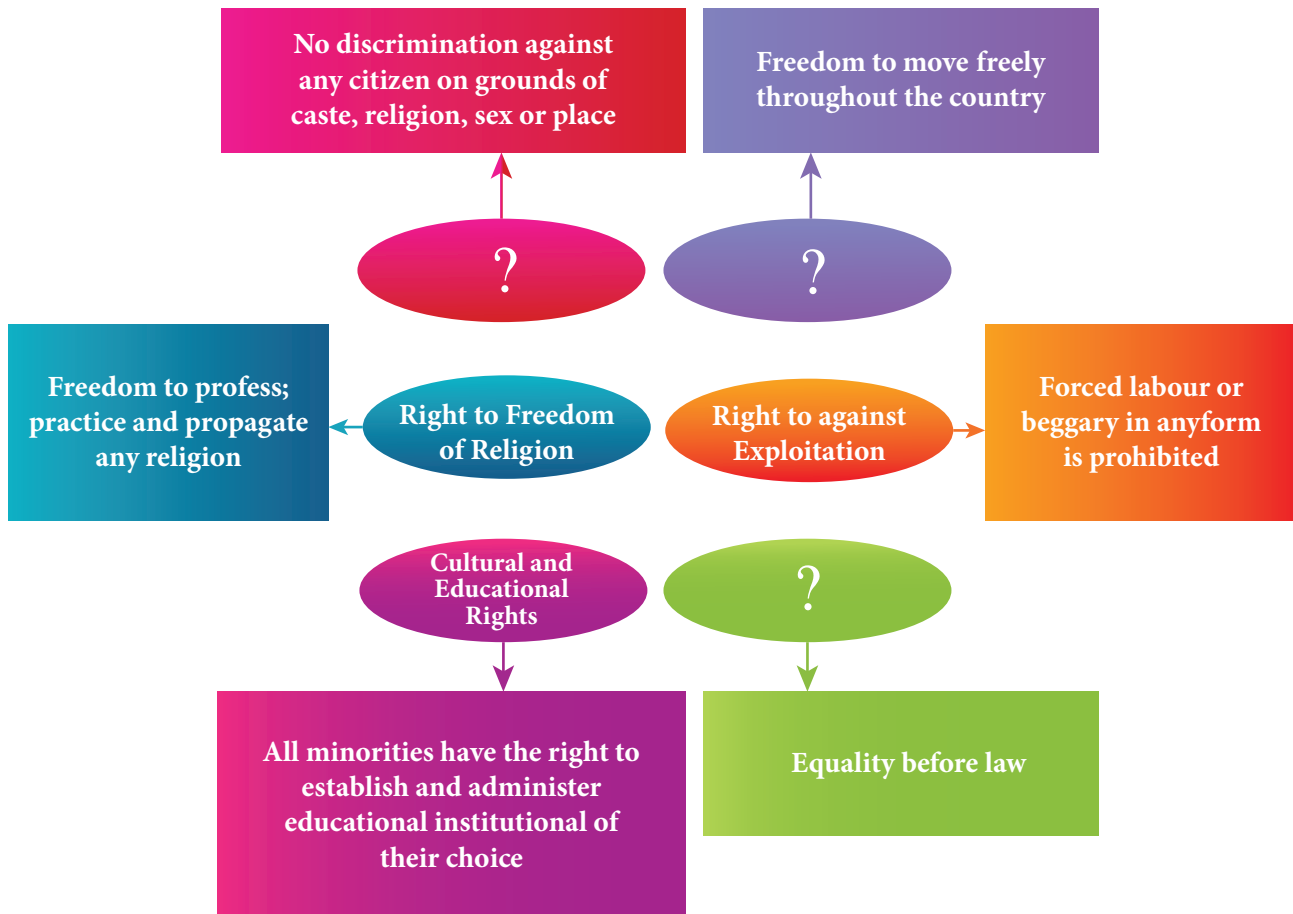 No discrimination against
any citizen on grounds of
caste, religion, sex or place
Freedom to move freely
throughout the country
?
?
Freedom to profess;
practice and propagate
any religion
Right to Freedom
of Religion
Right to against
Exploitation
Forced labour or
beggary in anyform
is prohibited
Cultural and
Educational
Rights
?
All minorities have the right to
establish and administer
educational institutional of
their choice
Equality before law